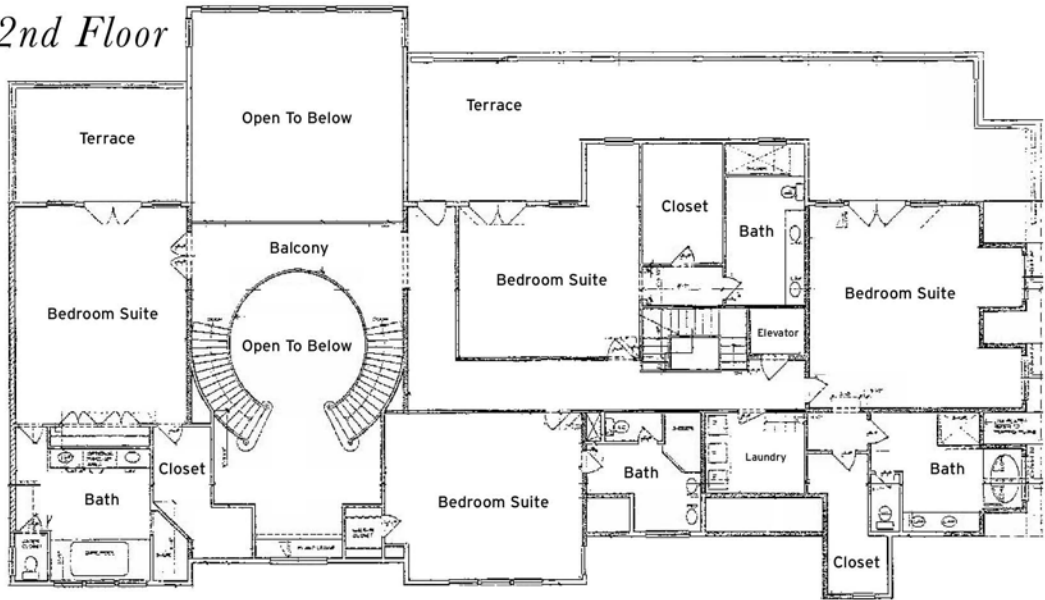 2nd Floor
Terrace
Open To Below
Terrace
Closet
Bath
Balcony
Bedroom Suite
Bedroom Suite
Bedroom Suite
Open To Below
Elevator
Closet
Bath
Bedroom Suite
Bath
Laundry
Bath
Closet